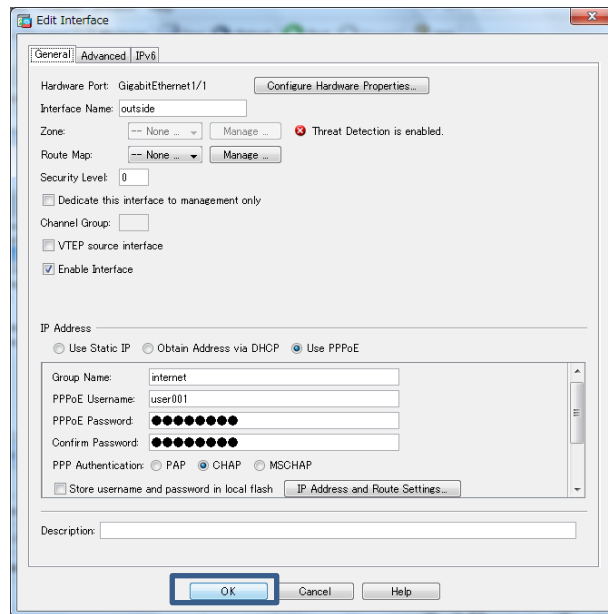 Edit Interface
General Advanced IPv6
Hardware Port: GigabitEthernet1/1 Configure Hardware Properties...
Interface Name: outside
Zone: -- None ... Manage ... Threat Detection is enabled.
Route Map: -- None ... Manage ...
Security Level: 0
Dedicate this interface to management only
Channel Group:
VTEP source interface
Enable Interface
IP Address
Use Static IP Obtain Address via DHCP Use PPPoE
Group Name: internet
PPPoE Username: user001
PPPoE Password: ●●●●●●●●
Confirm Password: ●●●●●●●●
PPP Authentication: PAP CHAP MSCHAP
Store username and password in local flash IP Address and Route Settings...
Description:
OK Cancel Help